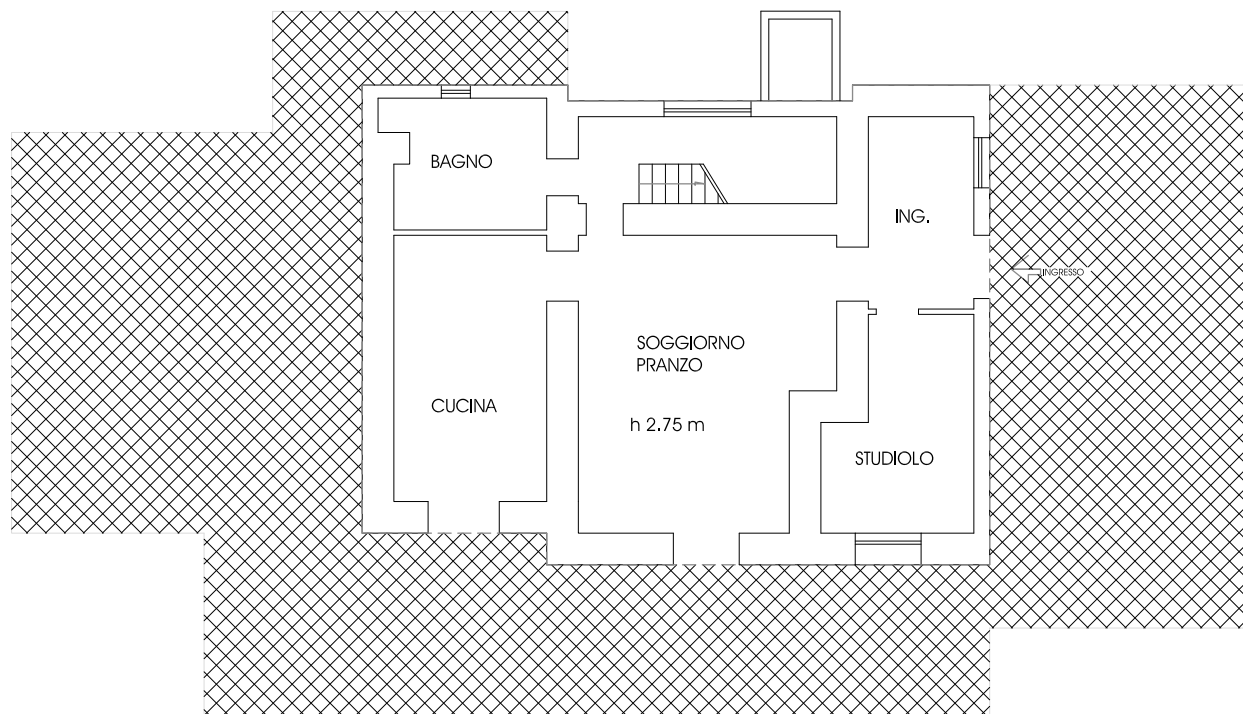 BAGNO
ING.
INGRESSO
SOGGIORNO
PRANZO
CUCINA
h 2.75 m
STUDIOLO